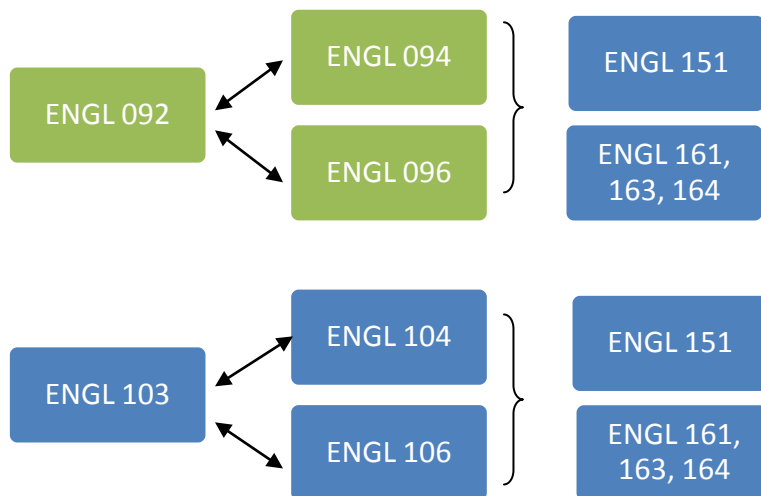 ENGL 092
ENGL 094
ENGL 096
ENGL 151
ENGL 161,
163, 164
ENGL 103
ENGL 104
ENGL 106
ENGL 151
ENGL 161,
163, 164